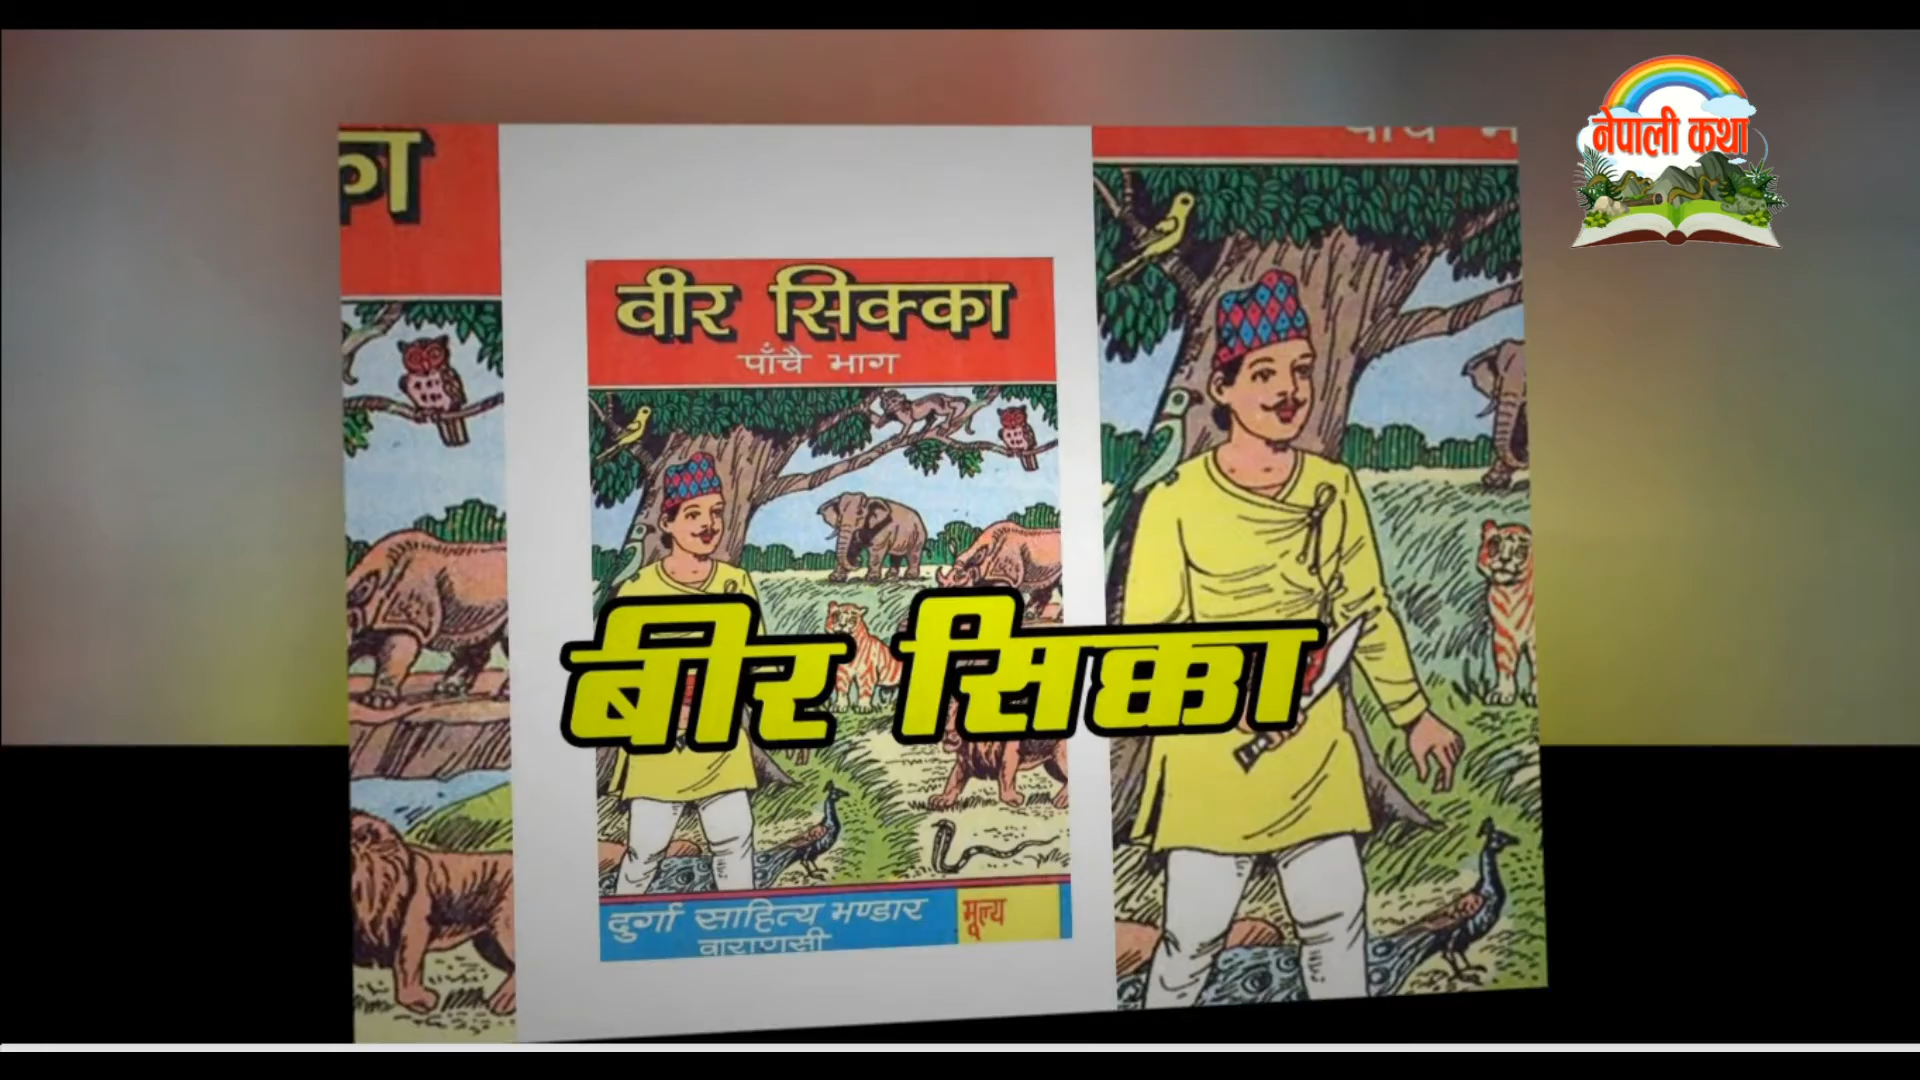 नेपाली कथा
वीर सिक्का
पाँचै भाग
बीर सिक्का
दुर्गा साहित्य भण्डार
वाराणसी
मूल्य